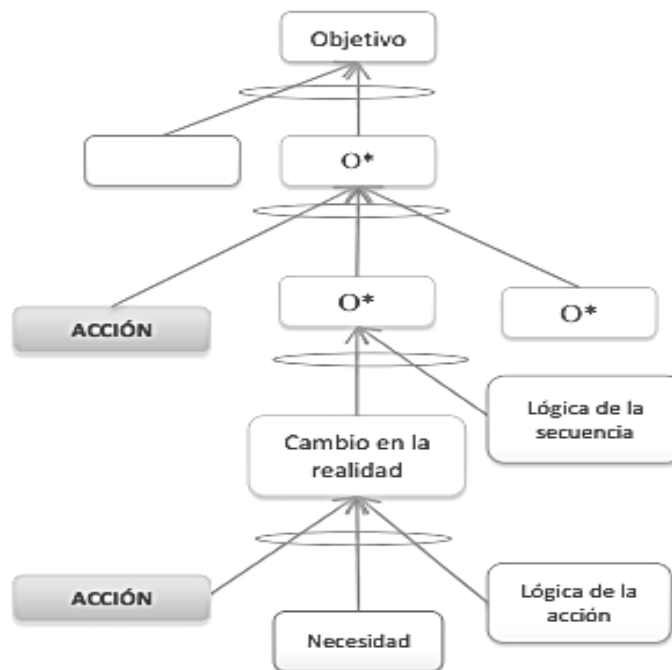 Objetivo
O*
O*
O*
ACCIÓN
Lógica de la
secuencia
Cambio en la
realidad
ACCIÓN
Lógica de la
acción
Necesidad